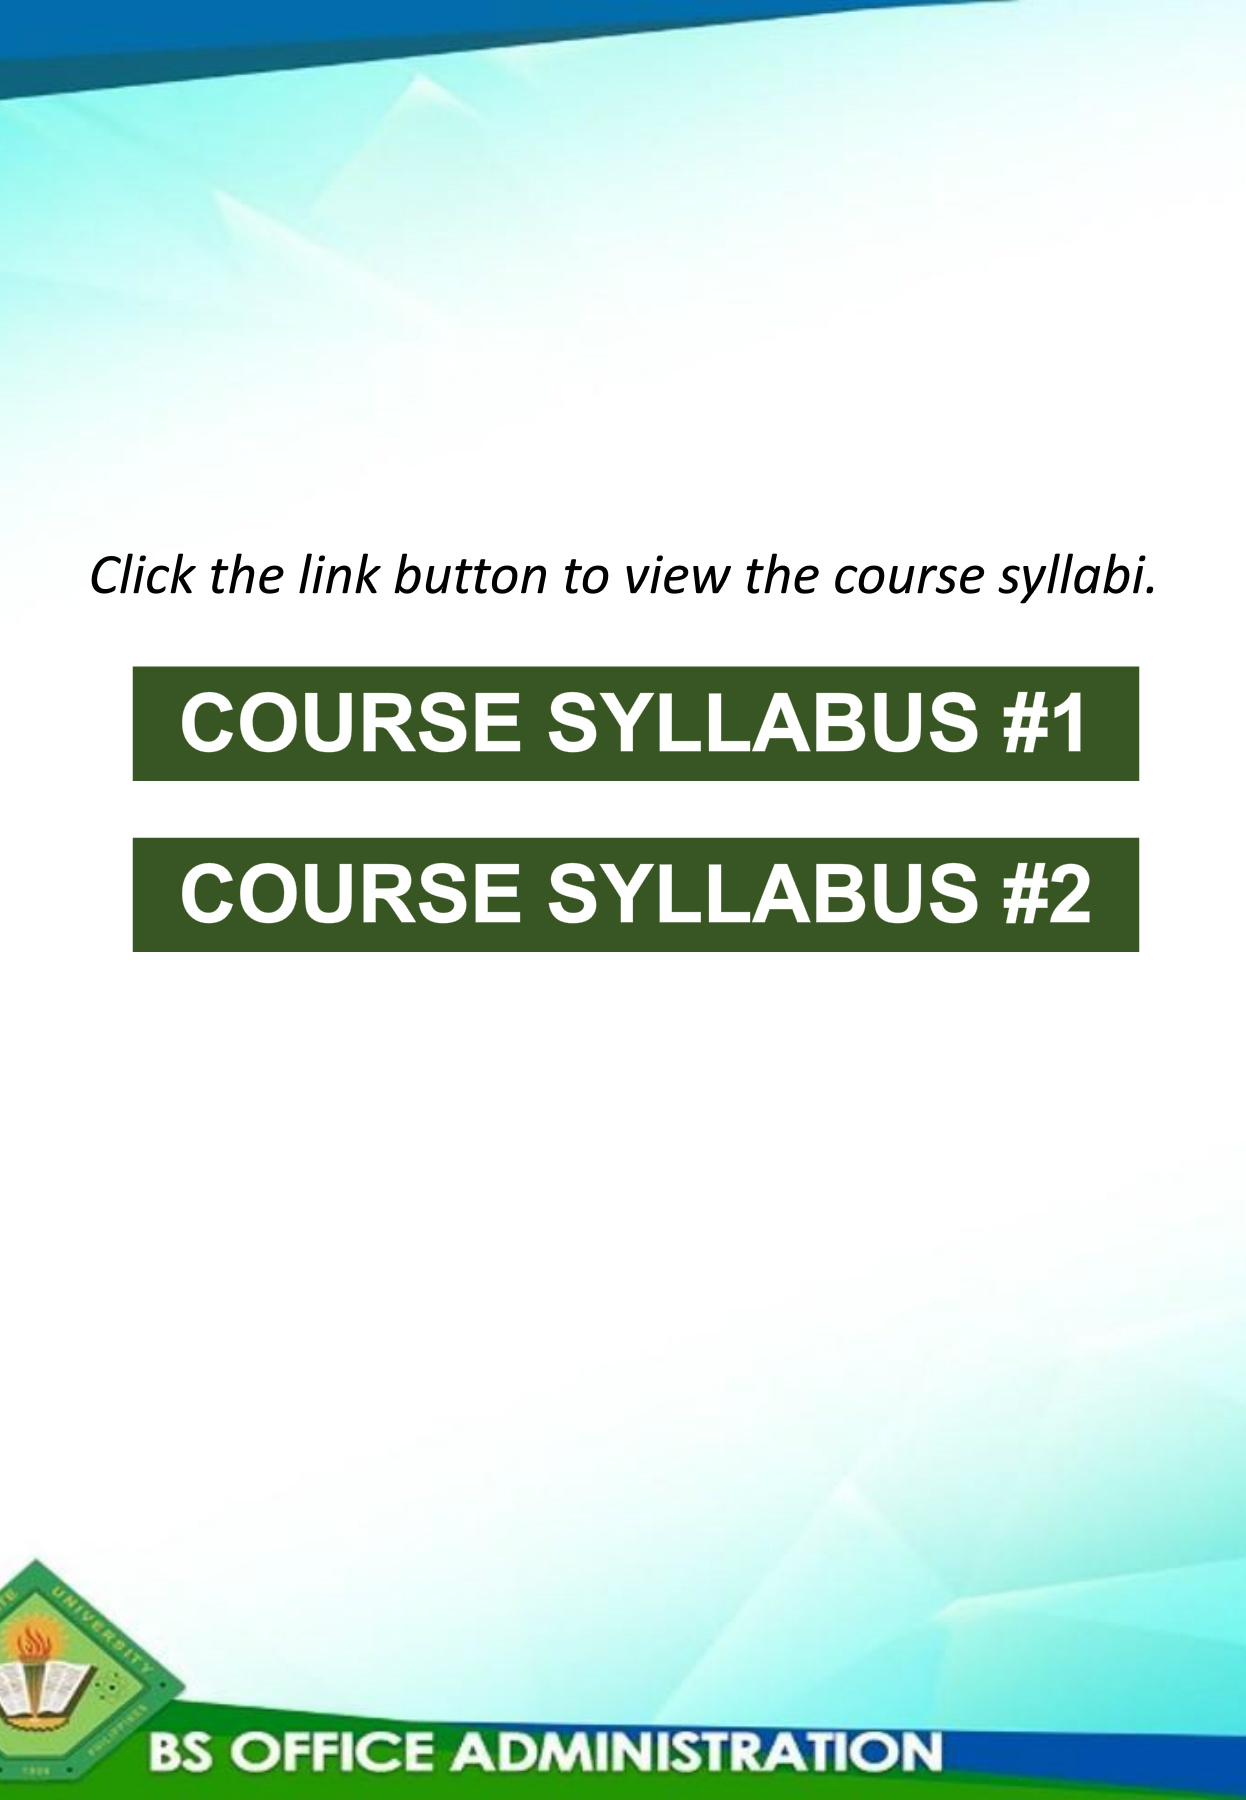 Click the link button to view the course syllabi.
COURSE SYLLABUS #1
COURSE SYLLABUS #2
UNIVERSITY
PHILIPPINES
BS OFFICE ADMINISTRATION